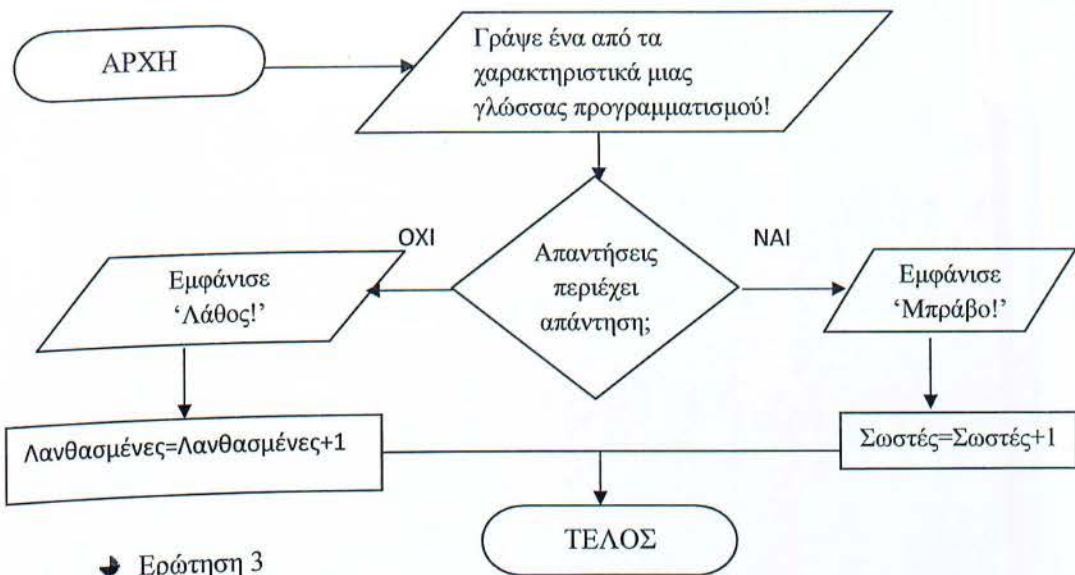 ΑΡΧΗ
Γράψε ένα από τα
χαρακτηριστικά μιας
γλώσσας προγραμματισμού!
ΟΧΙ
ΝΑΙ
Απαντήσεις
περιέχει
απάντηση;
Εμφάνισε
‘Λάθος!’
Εμφάνισε
‘Μπράβο!’
Λανθασμένες=Λανθασμένες+1
Σωστές=Σωστές+1
ΤΕΛΟΣ
Ερώτηση 3